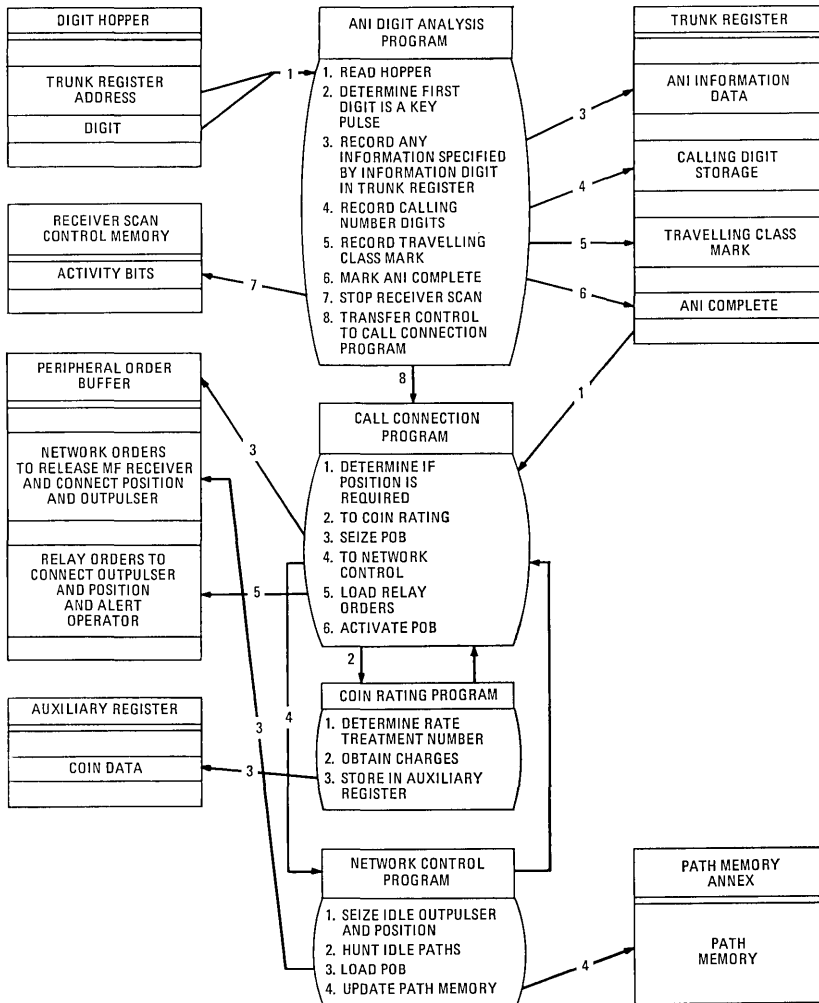 DIGIT HOPPER
TRUNK REGISTER
ADDRESS
DIGIT
1
ANI DIGIT ANALYSIS
PROGRAM
1. READ HOPPER
2. DETERMINE FIRST
DIGIT IS A KEY
PULSE
3. RECORD ANY
INFORMATION SPECIFIED
BY INFORMATION DIGIT
IN TRUNK REGISTER
4. RECORD CALLING
NUMBER DIGITS
5. RECORD TRAVELLING
CLASS MARK
6. MARK ANI COMPLETE
7. STOP RECEIVER SCAN
8. TRANSFER CONTROL
TO CALL CONNECTION
PROGRAM
3
4
5
6
TRUNK REGISTER
ANI INFORMATION
DATA
CALLING DIGIT
STORAGE
TRAVELLING CLASS
MARK
ANI COMPLETE
RECEIVER SCAN
CONTROL MEMORY
ACTIVITY BITS
7
8
1
PERIPHERAL ORDER
BUFFER
NETWORK ORDERS
TO RELEASE MF RECEIVER
AND CONNECT POSITION
AND OUTPULSER
RELAY ORDERS TO
CONNECT OUTPULSER
AND POSITION
AND ALERT
OPERATOR
3
5
CALL CONNECTION
PROGRAM
1. DETERMINE IF
POSITION IS
REQUIRED
2. TO COIN RATING
3. SEIZE POB
4. TO NETWORK
CONTROL
5. LOAD RELAY
ORDERS
6. ACTIVATE POB
2
4
3
AUXILIARY REGISTER
COIN DATA
3
COIN RATING PROGRAM
1. DETERMINE RATE
TREATMENT NUMBER
2. OBTAIN CHARGES
3. STORE IN AUXILIARY
REGISTER
NETWORK CONTROL
PROGRAM
1. SEIZE IDLE OUTPULSER
AND POSITION
2. HUNT IDLE PATHS
3. LOAD POB
4. UPDATE PATH MEMORY
4
PATH MEMORY
ANNEX
PATH
MEMORY